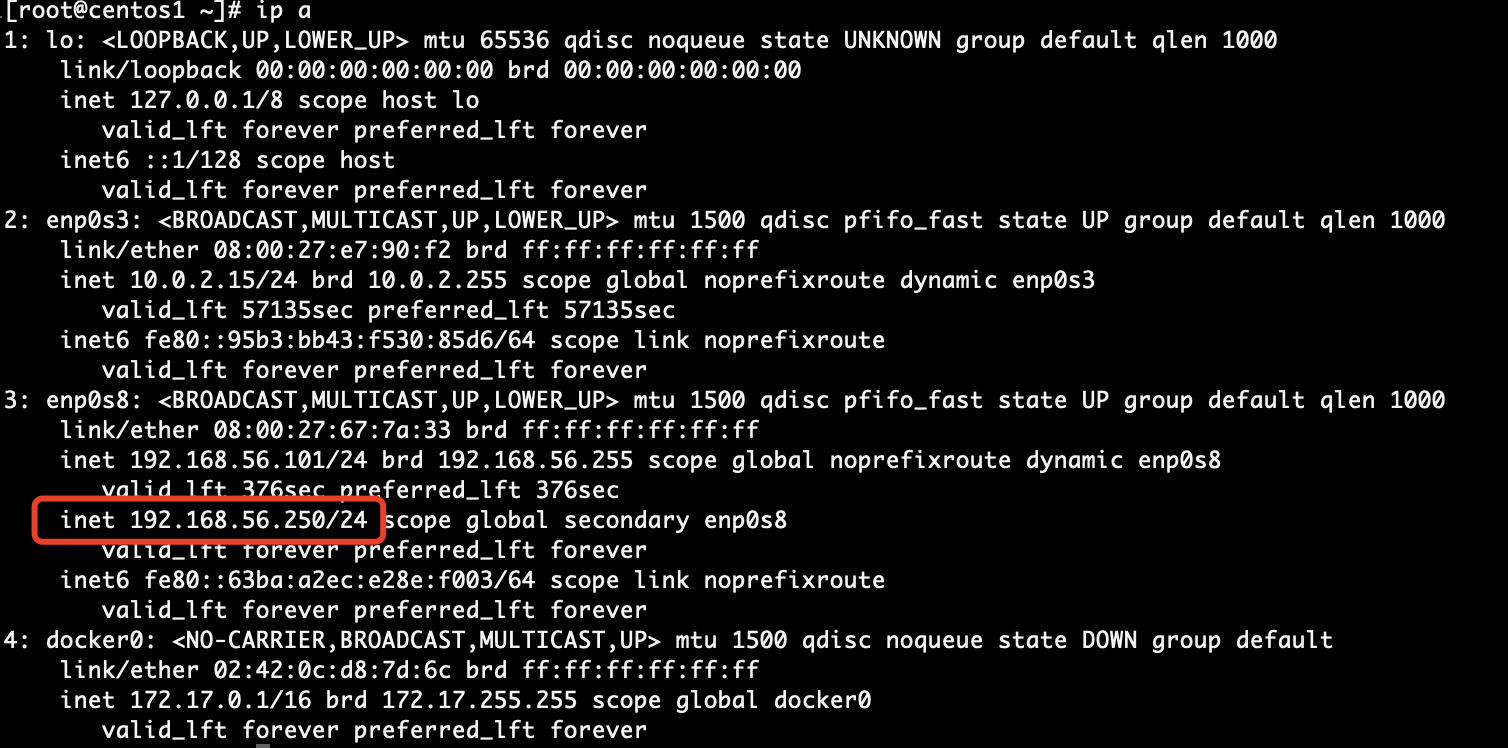 [root@centos1 ~]# ip a
1: lo: <LOOPBACK,UP,LOWER_UP> mtu 65536 qdisc noqueue state UNKNOWN group default qlen 1000
    link/loopback 00:00:00:00:00:00 brd 00:00:00:00:00:00
    inet 127.0.0.1/8 scope host lo
       valid_lft forever preferred_lft forever
    inet6 ::1/128 scope host
       valid_lft forever preferred_lft forever
2: enp0s3: <BROADCAST,MULTICAST,UP,LOWER_UP> mtu 1500 qdisc pfifo_fast state UP group default qlen 1000
    link/ether 08:00:27:e7:90:f2 brd ff:ff:ff:ff:ff:ff
    inet 10.0.2.15/24 brd 10.0.2.255 scope global noprefixroute dynamic enp0s3
       valid_lft 57135sec preferred_lft 57135sec
    inet6 fe80::95b3:bb43:f530:85d6/64 scope link noprefixroute
       valid_lft forever preferred_lft forever
3: enp0s8: <BROADCAST,MULTICAST,UP,LOWER_UP> mtu 1500 qdisc pfifo_fast state UP group default qlen 1000
    link/ether 08:00:27:67:7a:33 brd ff:ff:ff:ff:ff:ff
    inet 192.168.56.101/24 brd 192.168.56.255 scope global noprefixroute dynamic enp0s8
       valid_lft 376sec preferred_lft 376sec
    inet 192.168.56.250/24 scope global secondary enp0s8
       valid_lft forever preferred_lft forever
    inet6 fe80::63ba:a2ec:e28e:f003/64 scope link noprefixroute
       valid_lft forever preferred_lft forever
4: docker0: <NO-CARRIER,BROADCAST,MULTICAST,UP> mtu 1500 qdisc noqueue state DOWN group default
    link/ether 02:42:0c:d8:7d:6c brd ff:ff:ff:ff:ff:ff
    inet 172.17.0.1/16 brd 172.17.255.255 scope global docker0
       valid_lft forever preferred_lft forever